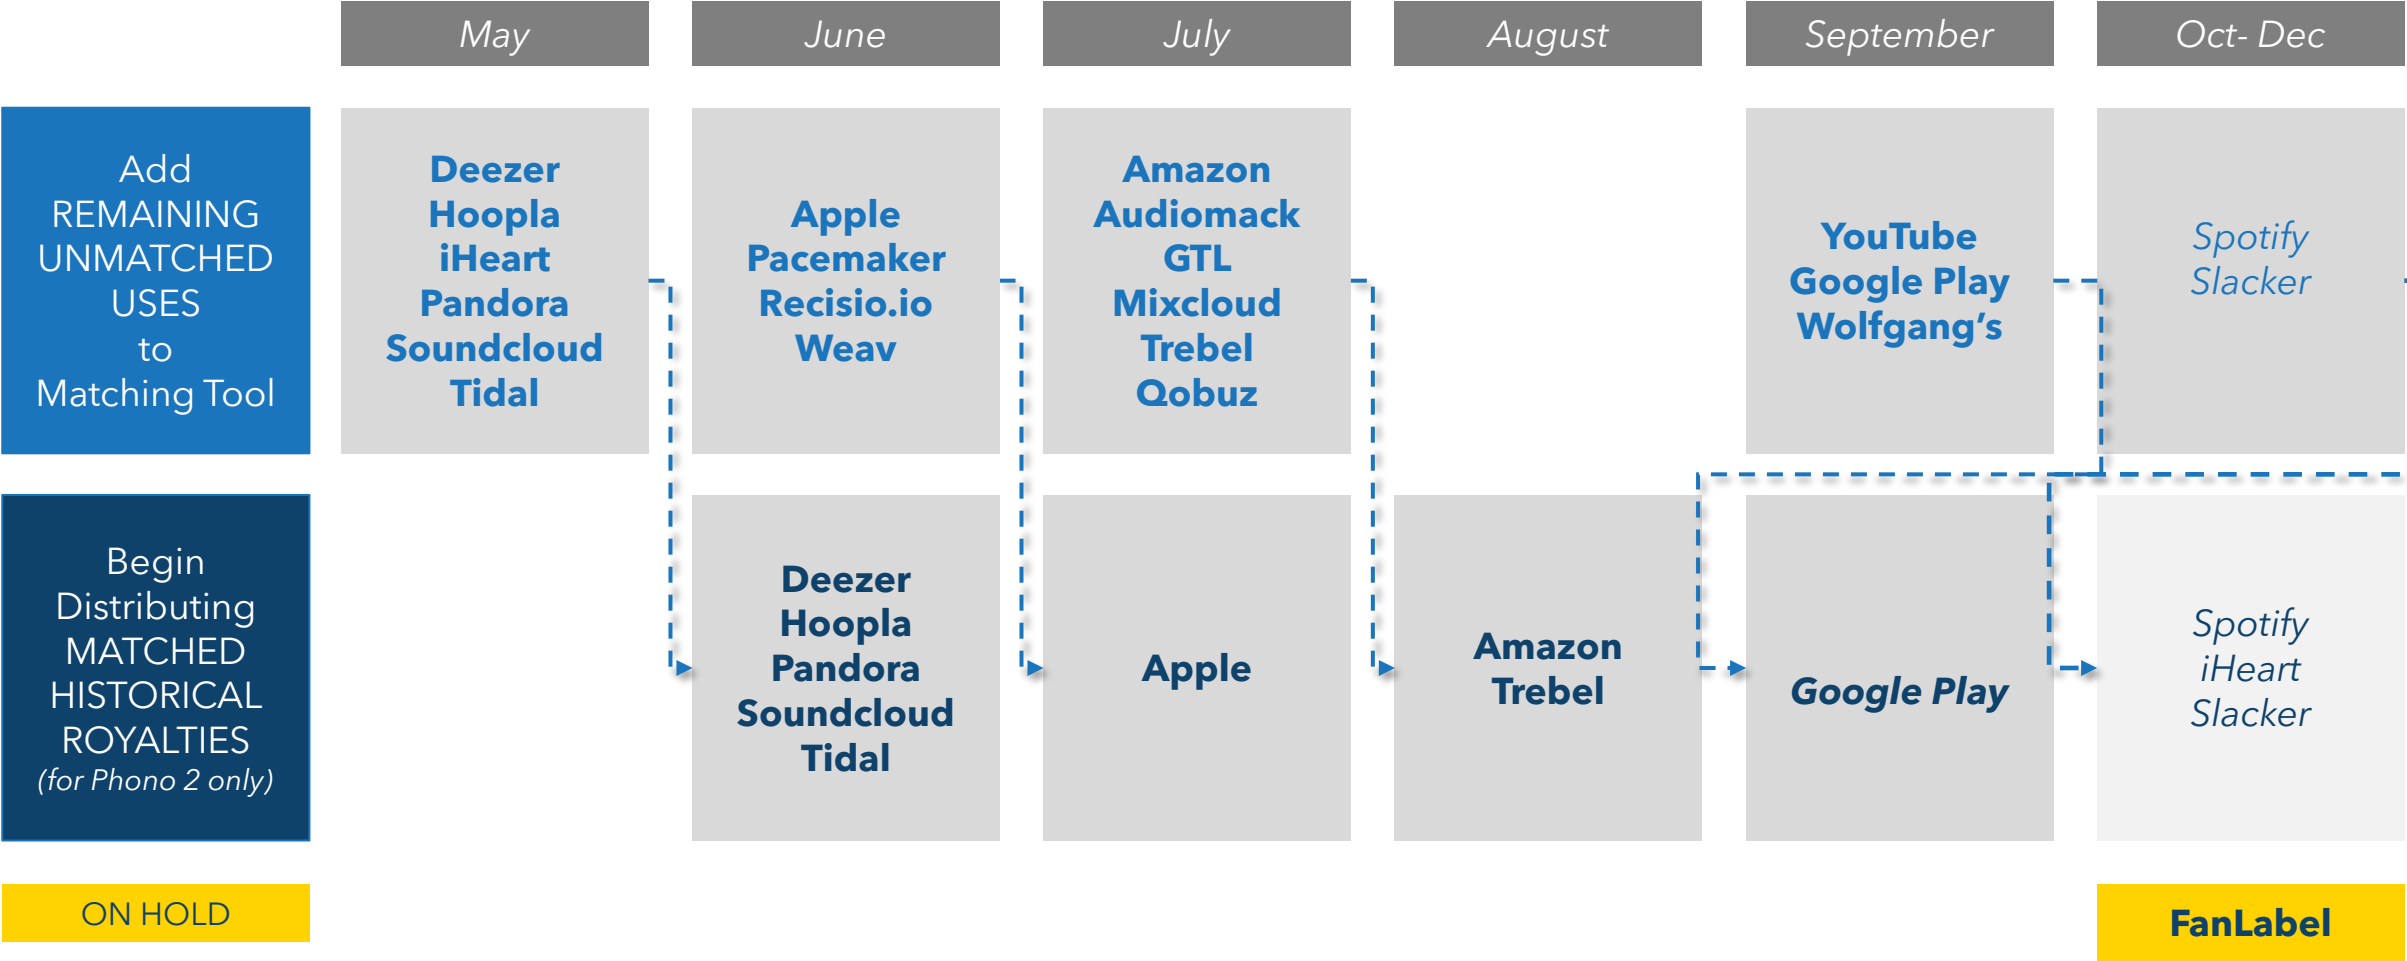 May
June
July
August
September
Oct- Dec
Add
REMAINING
UNMATCHED
USES
to
Matching Tool
Deezer
Hoopla
iHeart
Pandora
Soundcloud
Tidal
Apple
Pacemaker
Recisio.io
Weav
Amazon
Audiomack
GTL
Mixcloud
Trebel
Qobuz
YouTube
Google Play
Wolfgang’s
Spotify
Slacker
Begin
Distributing
MATCHED
HISTORICAL
ROYALTIES
(for Phono 2 only)
Deezer
Hoopla
Pandora
Soundcloud
Tidal
Apple
Amazon
Trebel
Google Play
Spotify
iHeart
Slacker
ON HOLD
FanLabel